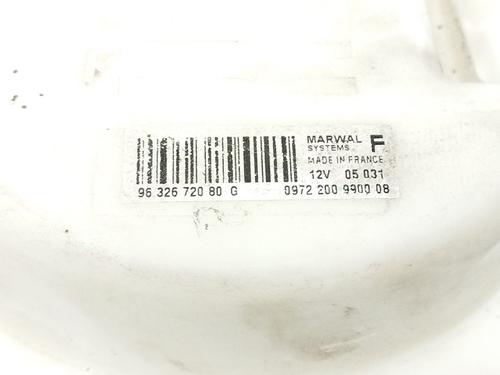 MARWAL F
SYSTEMS
MADE IN FRANCE
12V 05 031
96 326 720 80 G 0972 200 9900 08